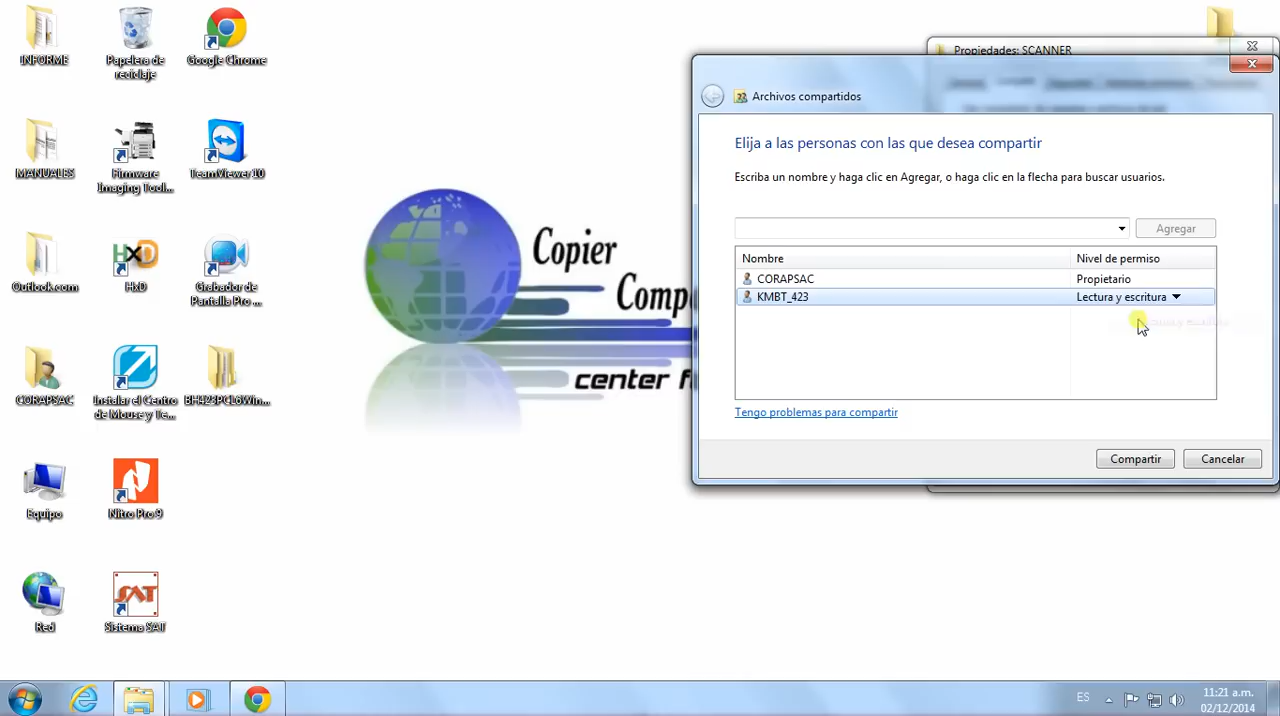 INFORME
Papelera de
reciclaje
Google Chrome
MANUALES
Firmware
Imaging Tool...
TeamViewer 10
Outlook.com
HxD
HxD
Grabador de
Pantalla Pro ...
CORAPSAC
Instalar el Centro
de Mouse y Te...
BH423PCL6Win...
Equipo
Nitro Pro 9
Red
SAT
Sistema SAT
Copier
Comp
center f
Propiedades: SCANNER
Archivos compartidos
Elija a las personas con las que desea compartir
Escriba un nombre y haga clic en Agregar, o haga clic en la flecha para buscar usuarios.
Agregar
Nombre Nivel de permiso
CORAPSAC Propietario
KMBT_423 Lectura y escritura
Tengo problemas para compartir
Compartir Cancelar
ES
11:21 a.m.
02/12/2014